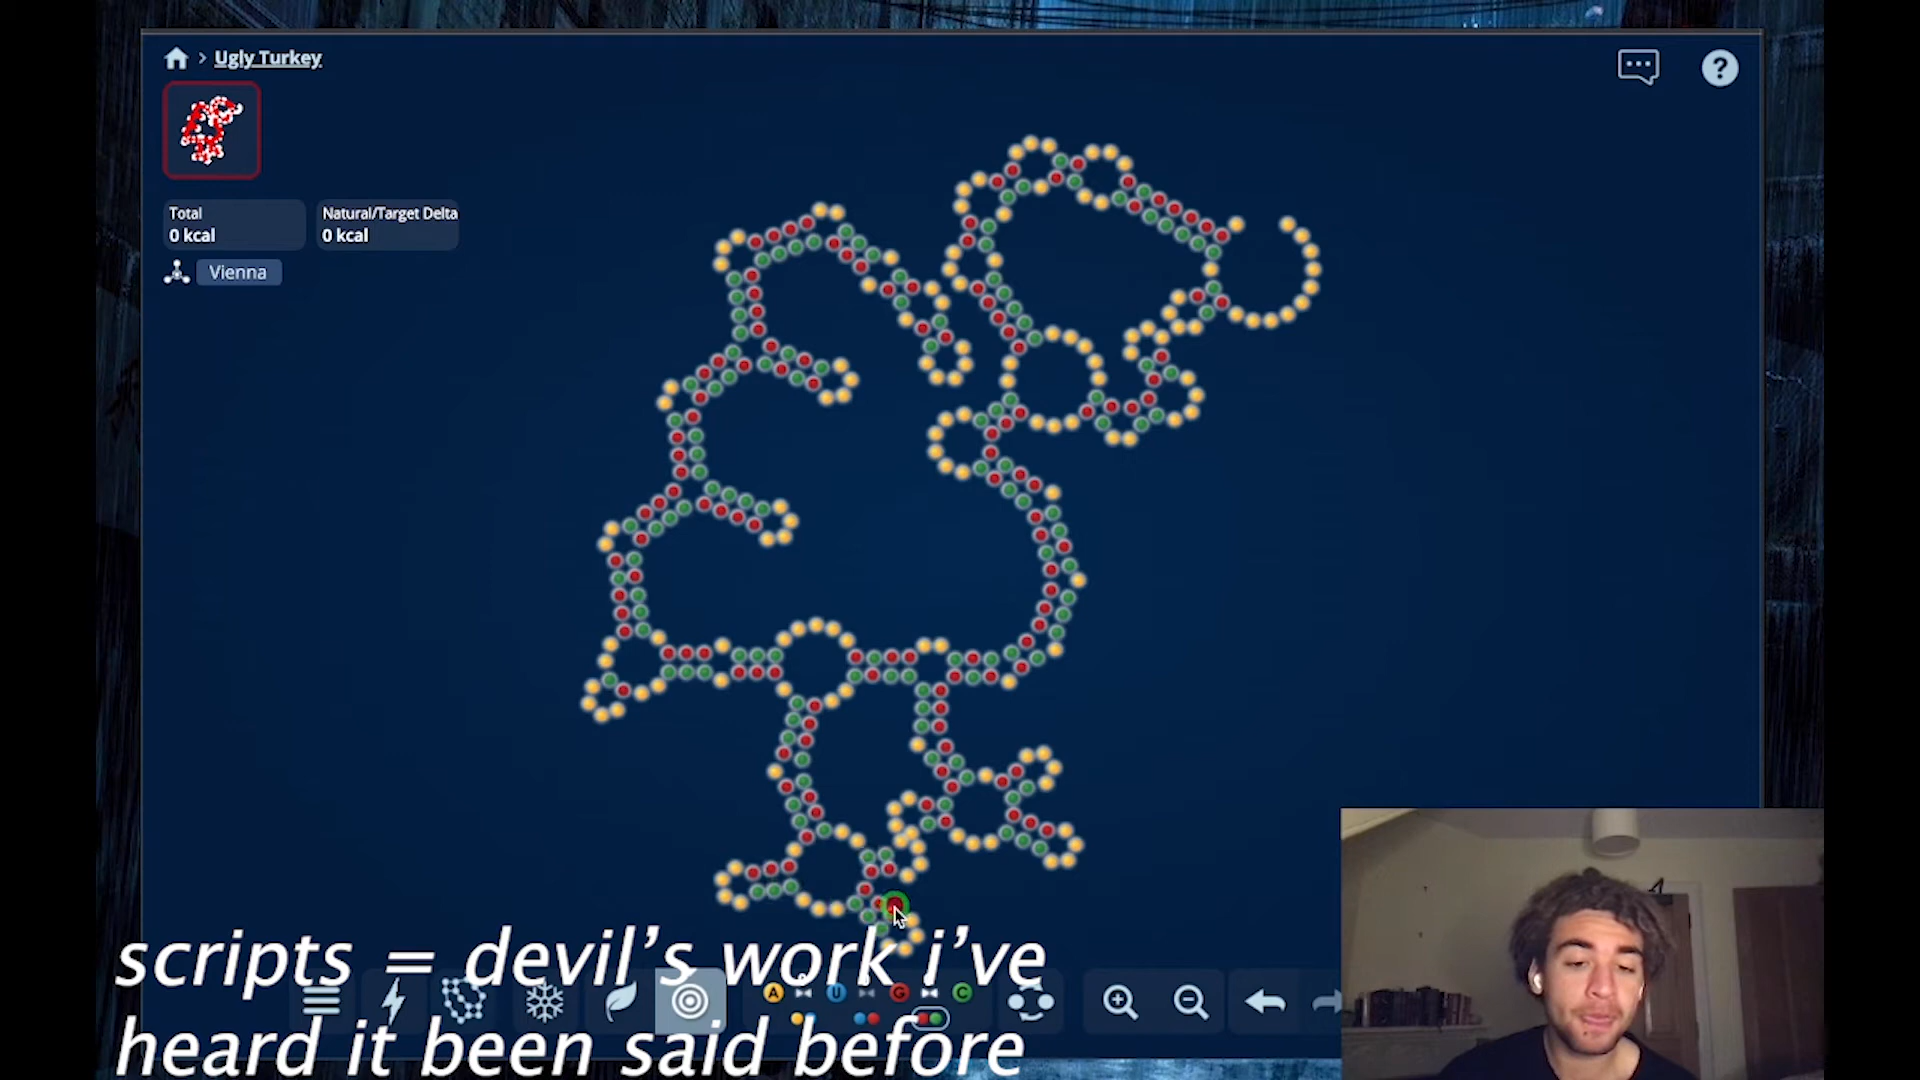 > Ugly Turkey
Total
0 kcal
Natural/Target Delta
0 kcal
Vienna
?
scripts = devil's work i've
heard it been said before
A U G C